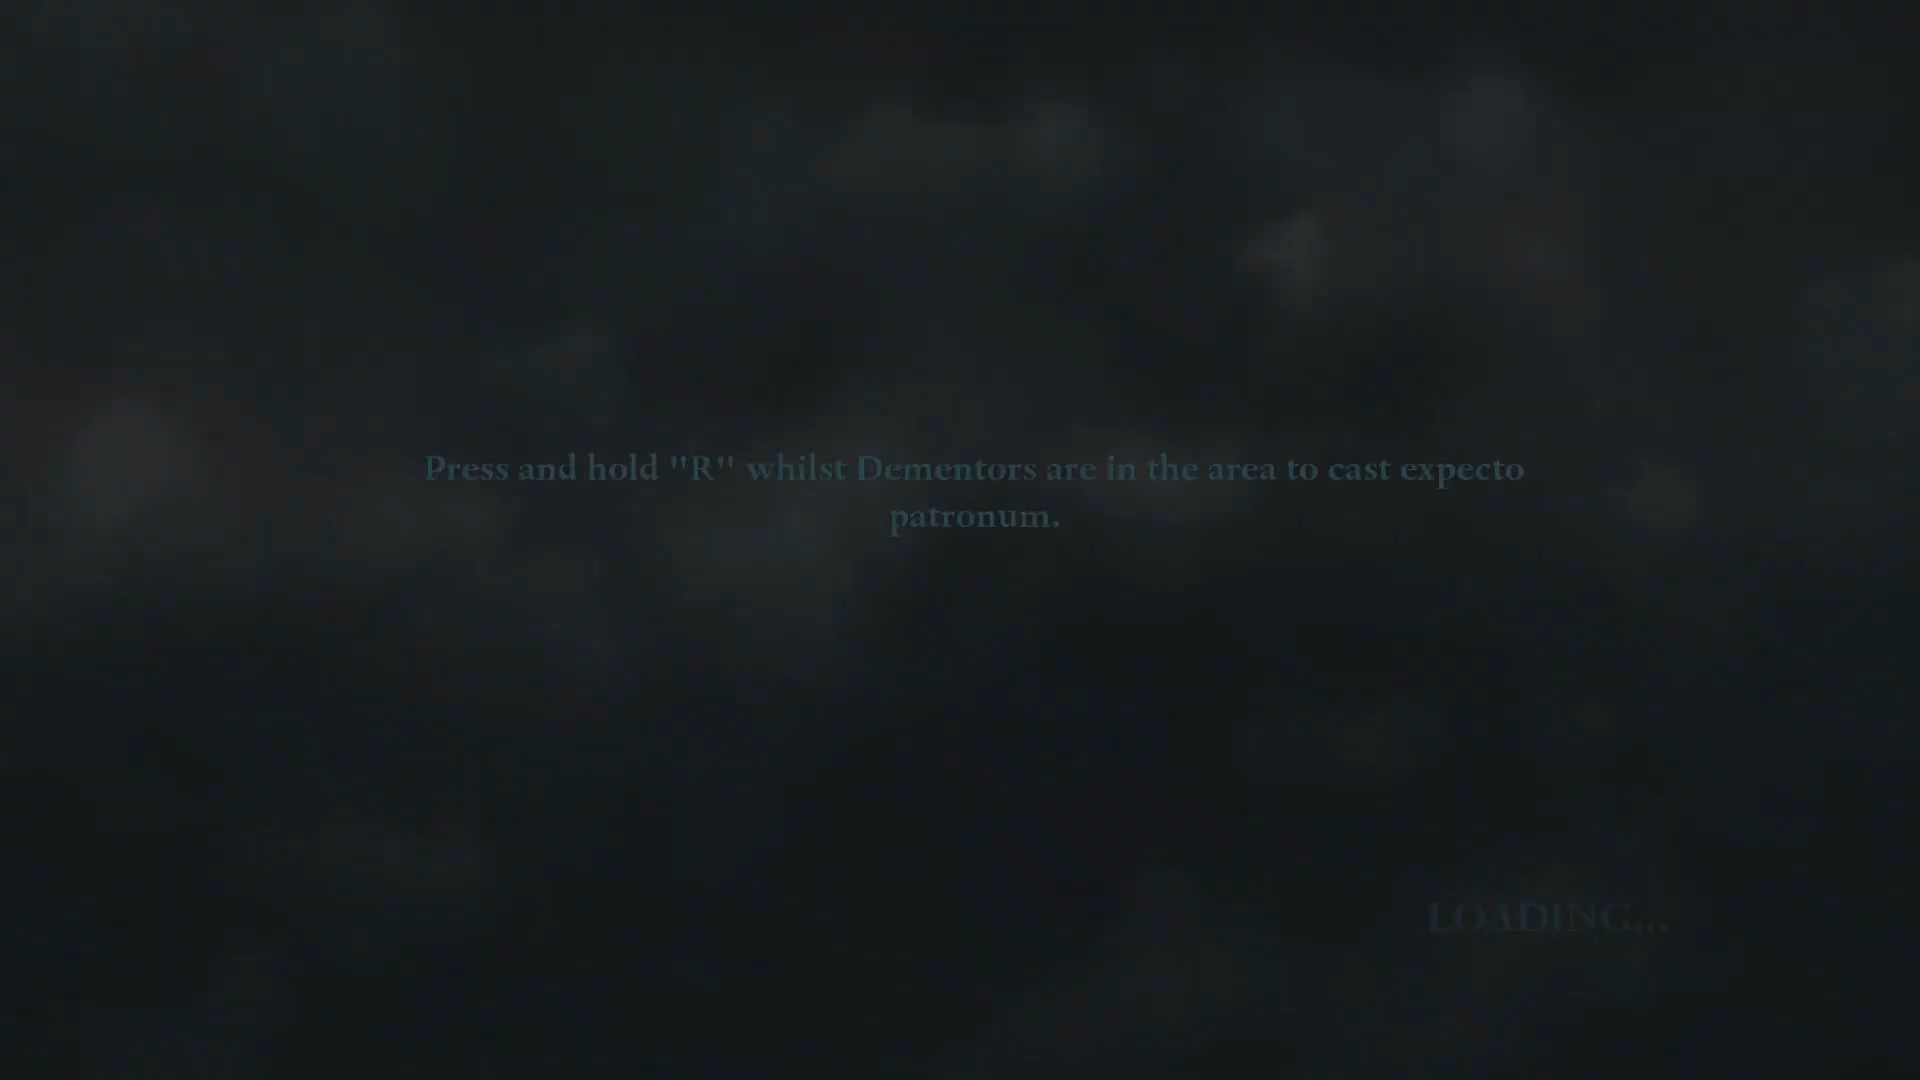 Press and hold "R" whilst Dementors are in the area to cast expecto
patronum.
LOADING...